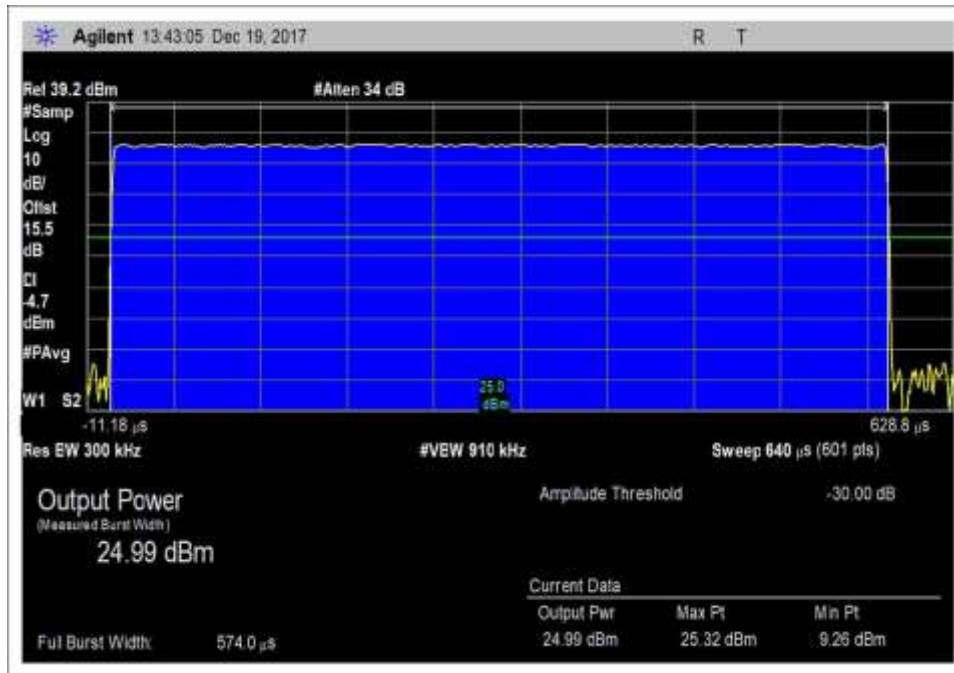 Agilent 13:43:05 Dec 19, 2017 R T
Ref 39.2 dBm #Atten 34 dB
#Samp
Log
10
dB/
Offst
15.5
dB
DI
-4.7
dBm
#PAvg
25.0
dBm
W1 S2
-11.18 µs 628.8 µs
Res BW 300 kHz #VBW 910 kHz Sweep 640 µs (601 pts)
Output Power Amplitude Threshold -30.00 dB
(Measured Burst Width)
24.99 dBm
Current Data
Output Pwr Max Pt Min Pt
Full Burst Width: 574.0 µs 24.99 dBm 25.32 dBm 9.26 dBm